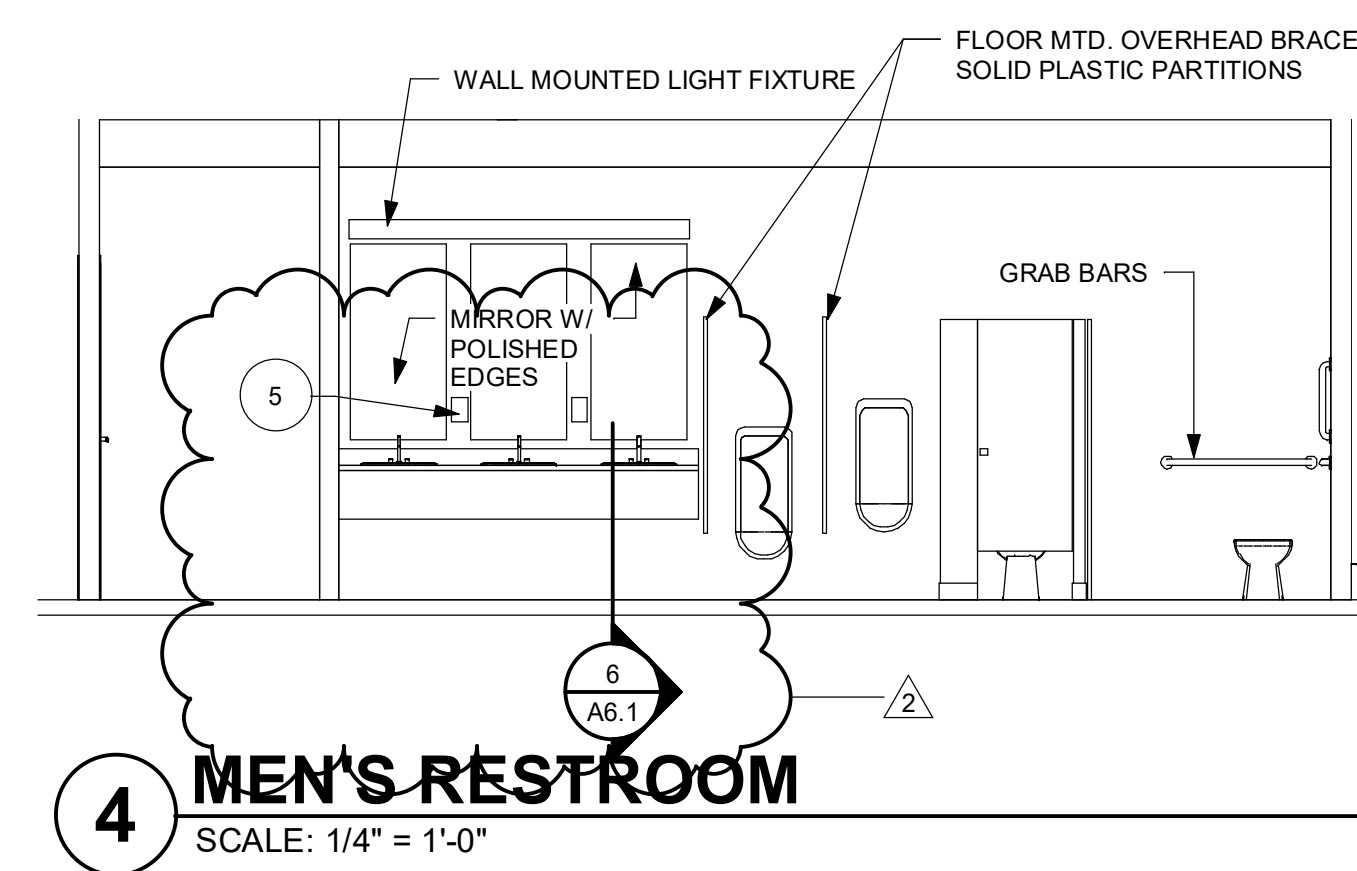 FLOOR MTD. OVERHEAD BRACE
SOLID PLASTIC PARTITIONS
WALL MOUNTED LIGHT FIXTURE
GRAB BARS
MIRROR W/
POLISHED
EDGES
5
6
A6.1
2
4
MEN'S RESTROOM
SCALE: 1/4" = 1'-0"